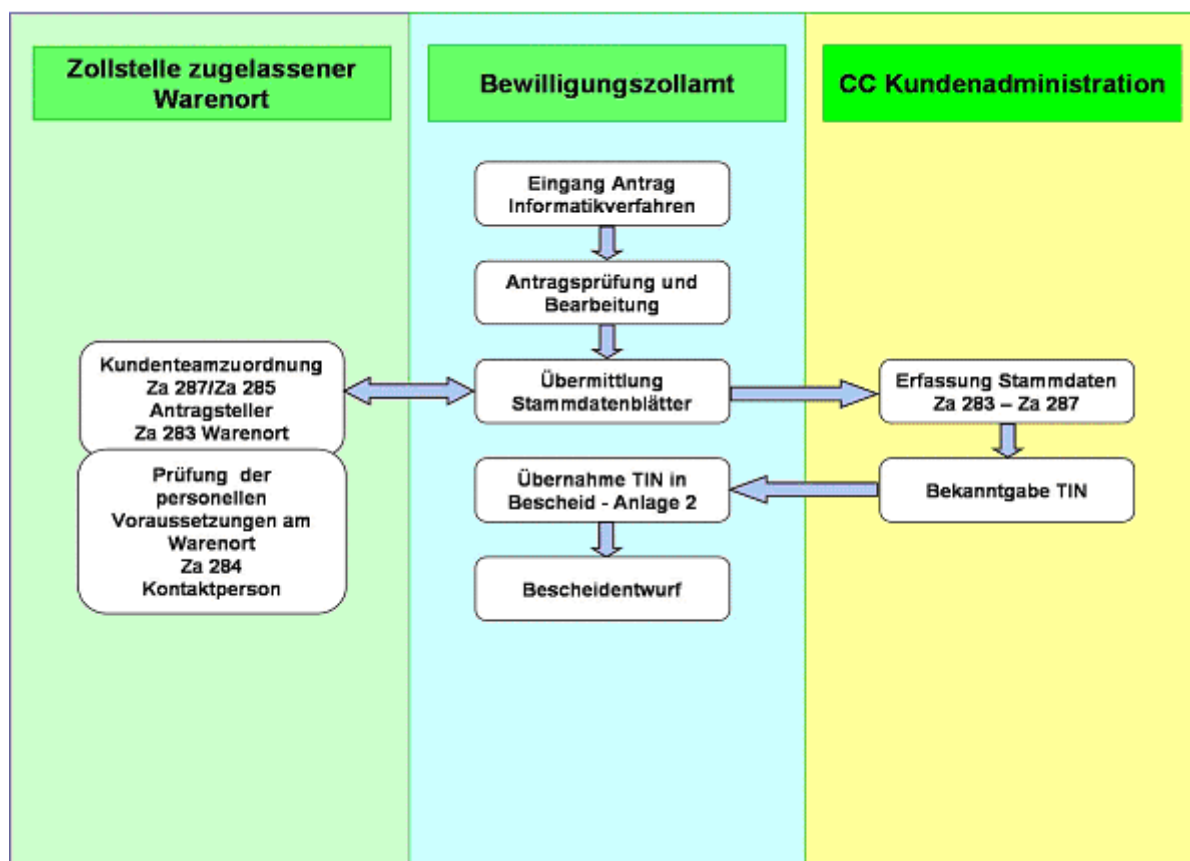 Zollstelle zugelassener
Warenort
Bewilligungszollamt
CC Kundenadministration
Eingang Antrag
Informatikverfahren
Antragsprüfung und
Bearbeitung
Kundenteamzuordnung
Za 287/Za 285
Antragsteller
Za 283 Warenort
Übermittlung
Stammdatenblätter
Erfassung Stammdaten
Za 283 – Za 287
Prüfung der
personellen
Voraussetzungen am
Warenort
Za 284
Kontaktperson
Übernahme TIN in
Bescheid - Anlage 2
Bekanntgabe TIN
Bescheidentwurf